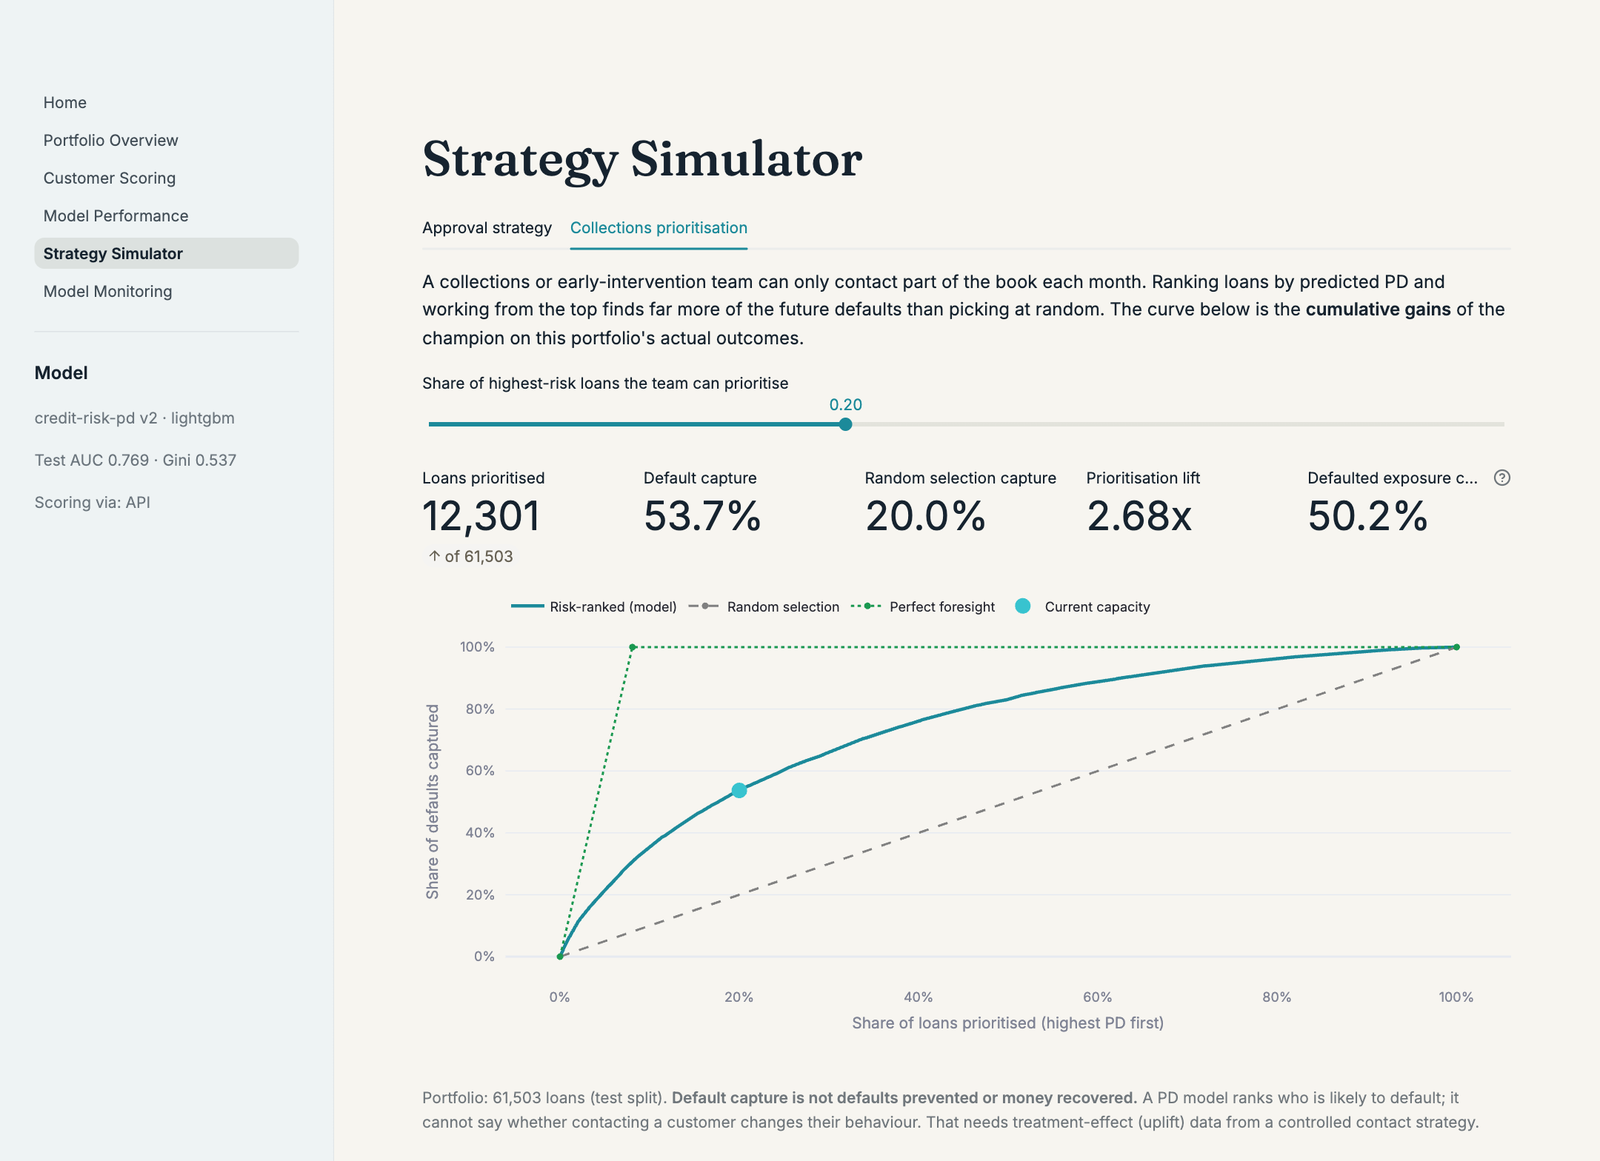 Home
Portfolio Overview
Customer Scoring
Model Performance
Strategy Simulator
Model Monitoring
Model
credit-risk-pd v2 · lightgbm
Test AUC 0.769 · Gini 0.537
Scoring via: API
Strategy Simulator
Approval strategy
Collections prioritisation
A collections or early-intervention team can only contact part of the book each month. Ranking loans by predicted PD and
working from the top finds far more of the future defaults than picking at random. The curve below is the cumulative gains of the
champion on this portfolio's actual outcomes.
Share of highest-risk loans the team can prioritise
0.20
Loans prioritised
12,301
↑ of 61,503
Default capture
53.7%
Random selection capture
20.0%
Prioritisation lift
2.68x
Defaulted exposure c...
50.2%
Risk-ranked (model)
Random selection
Perfect foresight
Current capacity
Share of defaults captured
100%
80%
60%
40%
20%
0%
0%
20%
40%
60%
80%
100%
Share of loans prioritised (highest PD first)
Portfolio: 61,503 loans (test split). Default capture is not defaults prevented or money recovered. A PD model ranks who is likely to default; it
cannot say whether contacting a customer changes their behaviour. That needs treatment-effect (uplift) data from a controlled contact strategy.